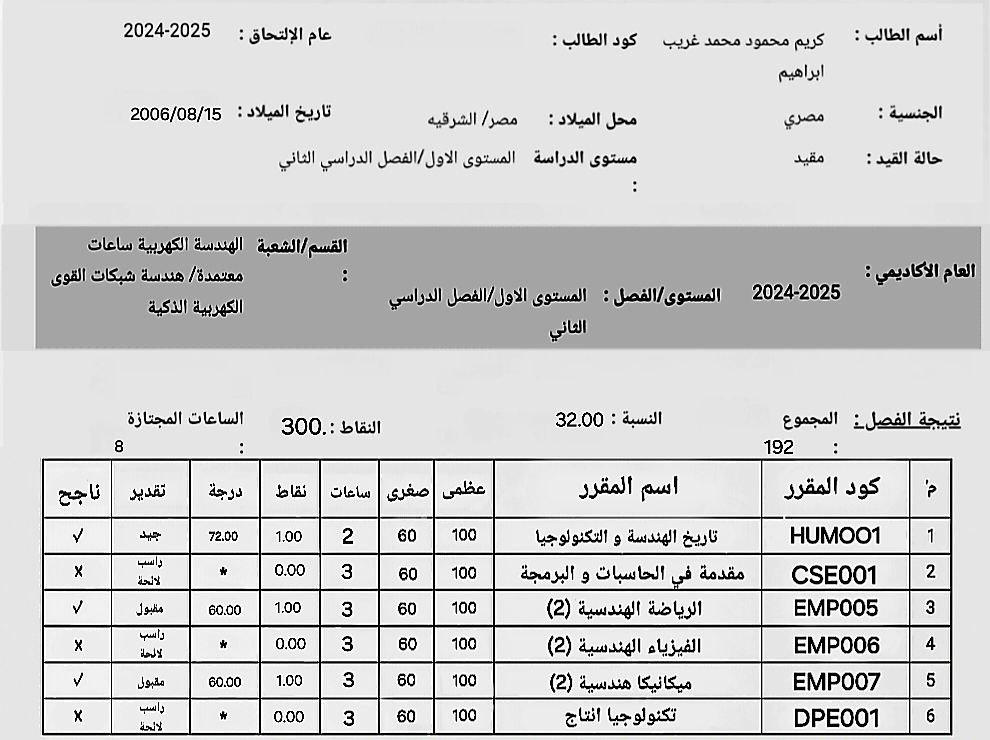 أسم الطالب : كريم محمود محمد غريب ابراهيم كود الطالب : عام الإلتحاق : 2024-2025
الجنسية : مصري محل الميلاد : مصر/ الشرقيه تاريخ الميلاد : 2006/08/15
حالة القيد : مقيد مستوى الدراسة : المستوى الاول/الفصل الدراسي الثاني
العام الأكاديمي : 2024-2025 المستوى/الفصل : المستوى الاول/الفصل الدراسي الثاني القسم/الشعبة : الهندسة الكهربية ساعات معتمدة/ هندسة شبكات القوى الكهربية الذكية
نتيجة الفصل : المجموع : 192 النسبة : 32.00 النقاط : .300 الساعات المجتازة : 8
م' كود المقرر اسم المقرر عظمى صغرى ساعات نقاط درجة تقدير ناجح
1 HUMOO1 تاريخ الهندسة و التكنولوجيا 100 60 2 1.00 72.00 جيد √
2 CSE001 مقدمة في الحاسبات و البرمجة 100 60 3 0.00 * راسب لائحة X
3 EMP005 الرياضة الهندسية (2) 100 60 3 1.00 60.00 مقبول √
4 EMP006 الفيزياء الهندسية (2) 100 60 3 0.00 * راسب لائحة X
5 EMP007 ميكانيكا هندسية (2) 100 60 3 1.00 60.00 مقبول √
6 DPE001 تكنولوجيا انتاج 100 60 3 0.00 * راسب لائحة X